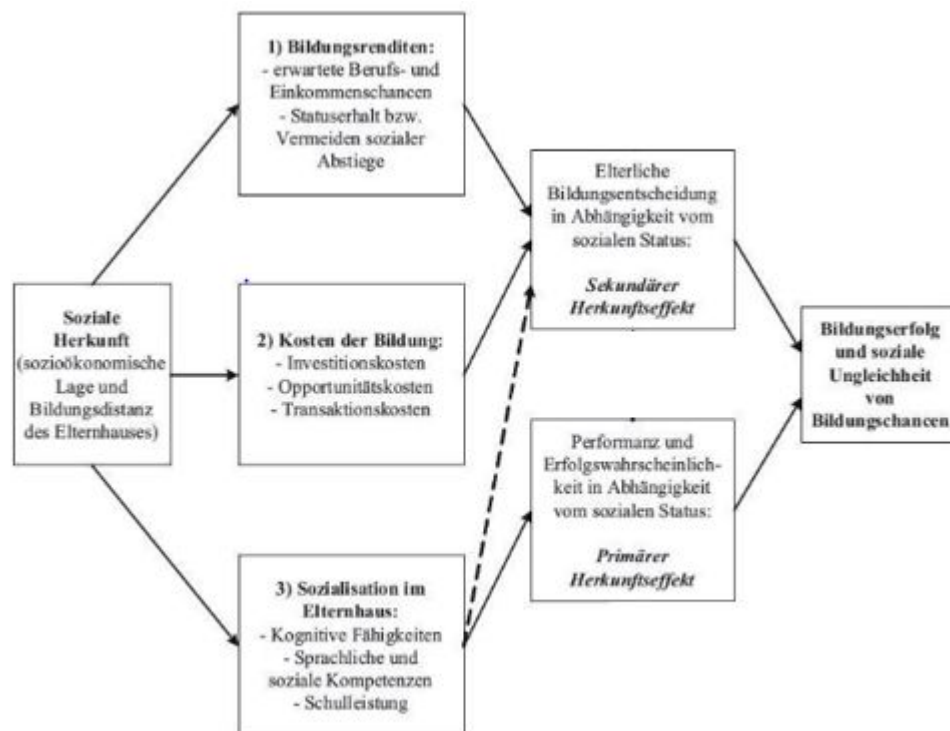 Soziale
Herkunft
(sozioökonomische
Lage und
Bildungsdistanz
des Elternhauses)
1) Bildungsrenditen:
- erwartete Berufs- und
Einkommenschancen
- Statuserhalt bzw.
Vermeiden sozialer
Abstiege
2) Kosten der Bildung:
- Investitionskosten
- Opportunitätskosten
- Transaktionskosten
3) Sozialisation im
Elternhaus:
- Kognitive Fähigkeiten
- Sprachliche und
soziale Kompetenzen
- Schulleistung
Elterliche
Bildungsentscheidung
in Abhängigkeit vom
sozialen Status:
Sekundärer
Herkunftseffekt
Performanz und
Erfolgswahrscheinlich-
keit in Abhängigkeit
vom sozialen Status:
Primärer
Herkunftseffekt
Bildungserfolg
und soziale
Ungleichheit
von
Bildungschancen